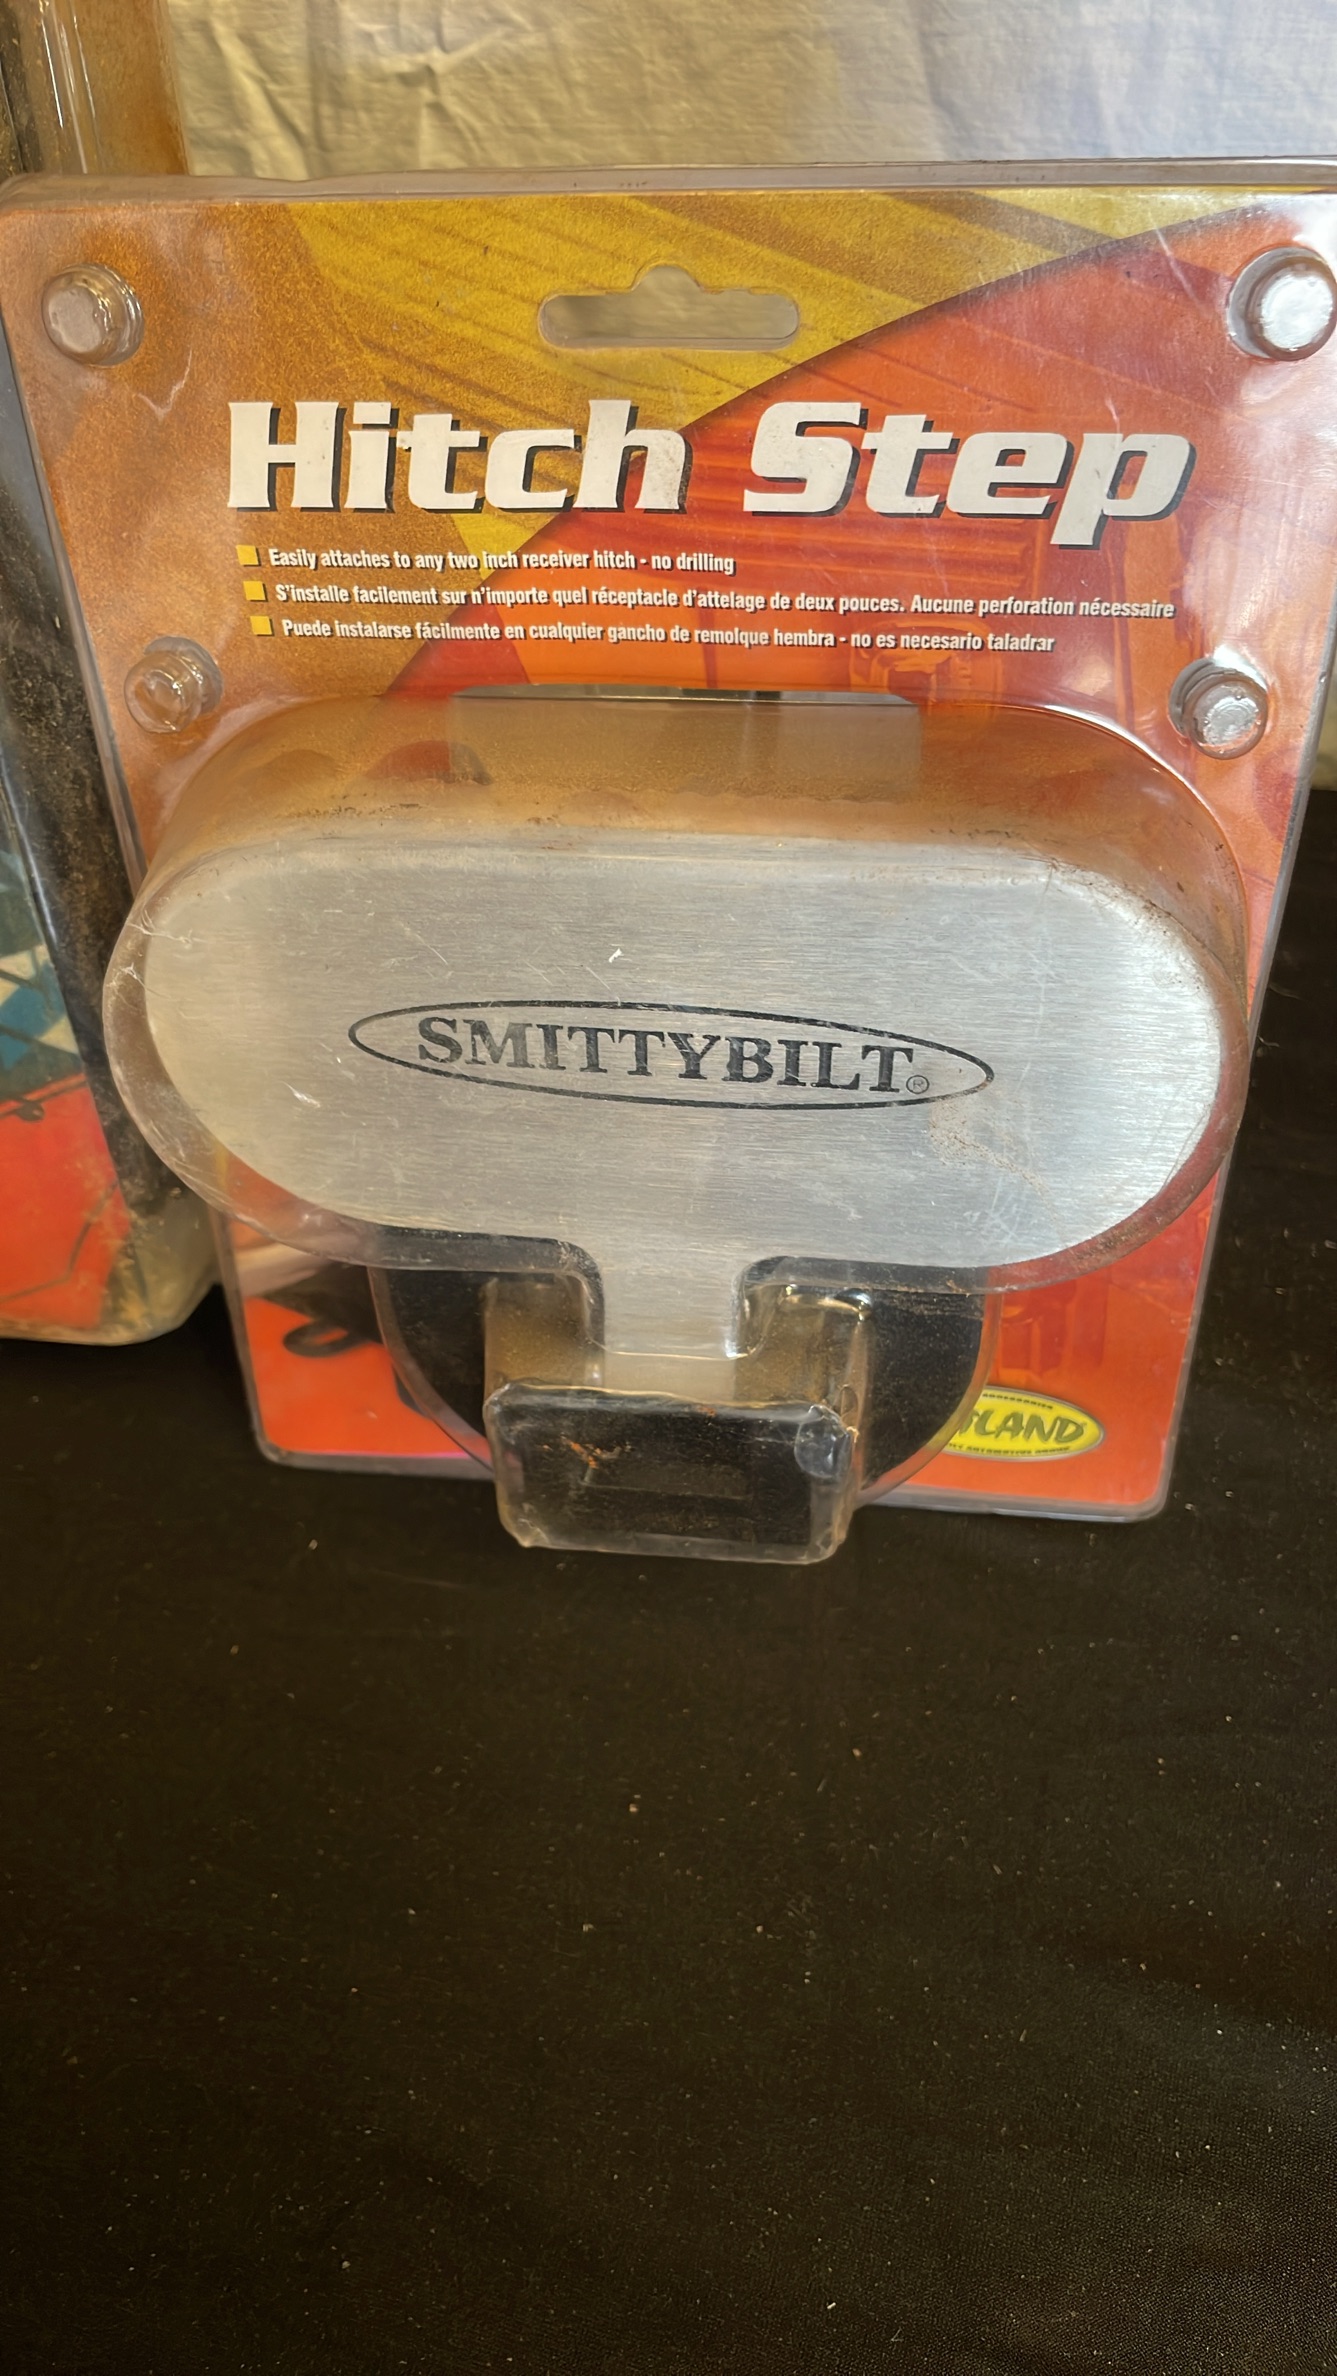 Hitch Step
Easily attaches to any two inch receiver hitch - no drilling
S'installe facilement sur n'importe quel réceptacle d'attelage de deux pouces. Aucune perforation nécessaire
Puede instalarse fácilmente en cualquier gancho de remolque hembra - no es necesario taladrar
SMITTYBILT®